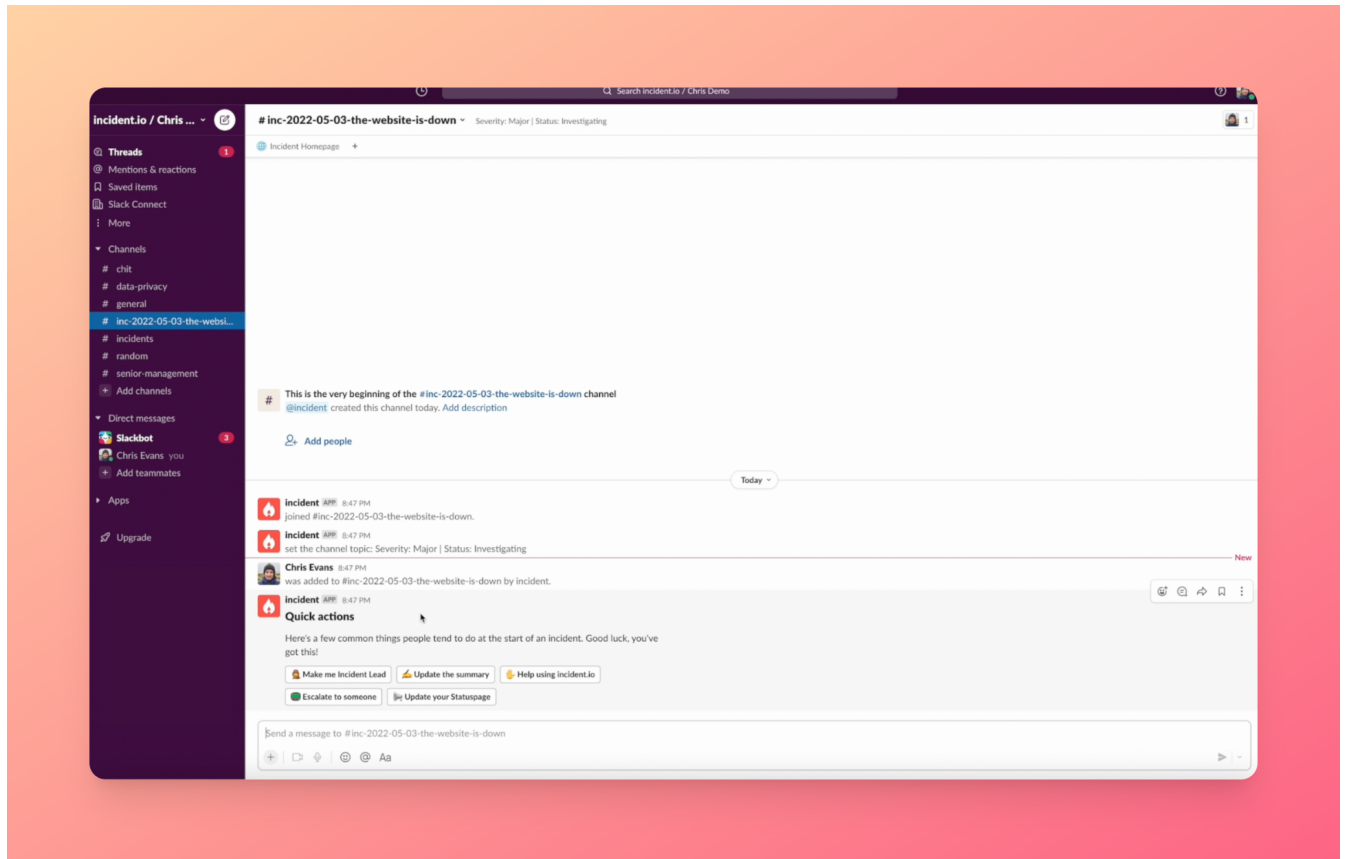 Search incident.io / Chris Demo
incident.io / Chris ...
Threads 1
Mentions & reactions
Saved items
Slack Connect
More
Channels
# chit
# data-privacy
# general
# inc-2022-05-03-the-websi...
# incidents
# random
# senior-management
+ Add channels
Direct messages
Slackbot 3
Chris Evans you
+ Add teammates
Apps
Upgrade
# inc-2022-05-03-the-website-is-down Severity: Major | Status: Investigating 1
Incident Homepage +
# This is the very beginning of the #inc-2022-05-03-the-website-is-down channel
@incident created this channel today. Add description
Add people
Today
incident APP 8:47 PM
joined #inc-2022-05-03-the-website-is-down.
incident APP 8:47 PM
set the channel topic: Severity: Major | Status: Investigating
New
Chris Evans 8:47 PM
was added to #inc-2022-05-03-the-website-is-down by incident.
incident APP 8:47 PM
Quick actions
Here's a few common things people tend to do at the start of an incident. Good luck, you've
got this!
Make me Incident Lead Update the summary Help using incident.io
Escalate to someone Update your Statuspage
Send a message to #inc-2022-05-03-the-website-is-down
+ @ Aa